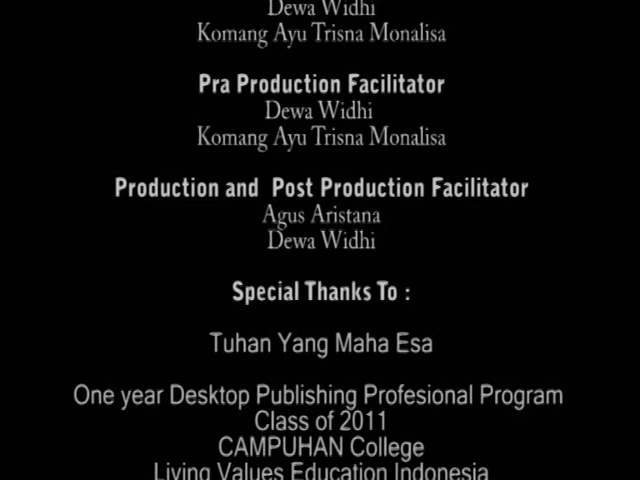 Dewa Widhi
Komang Ayu Trisna Monalisa
Pra Production Facilitator
Dewa Widhi
Komang Ayu Trisna Monalisa
Production and Post Production Facilitator
Agus Aristana
Dewa Widhi
Special Thanks To :
Tuhan Yang Maha Esa
One year Desktop Publishing Profesional Program
Class of 2011
CAMPUHAN College
Living Values Education Indonesia